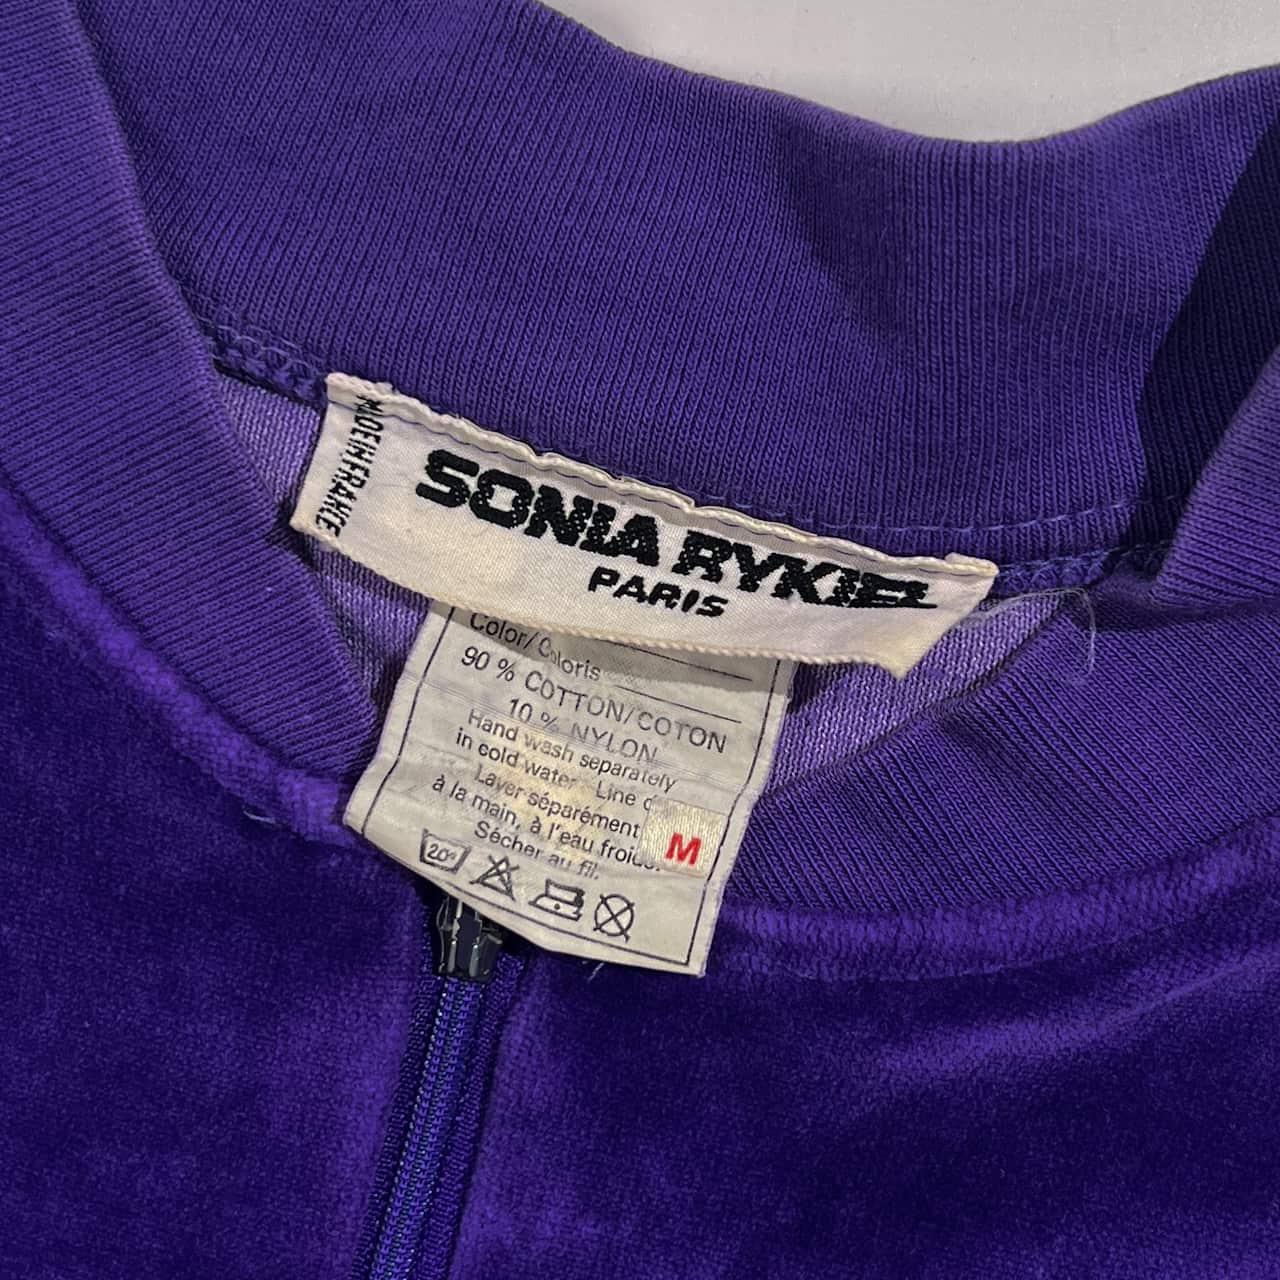 MADE IN FRANCE
SONIA RYKIEL
PARIS
Color/Coloris
90 % COTTON/COTON
10 % NYLON
Hand wash separately
in cold water Line
Layer séparément
à la main, à l'eau froide.
Sécher au fil.
M
20°